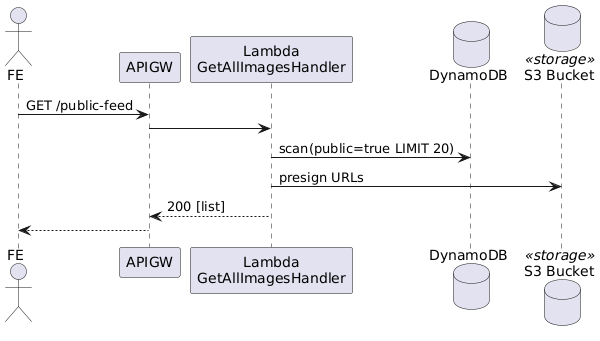 FE
APIGW
Lambda
GetAllImagesHandler
DynamoDB
«storage»
S3 Bucket
GET /public-feed
scan(public=true LIMIT 20)
presign URLs
200 [list]
FE
APIGW
Lambda
GetAllImagesHandler
DynamoDB
«storage»
S3 Bucket